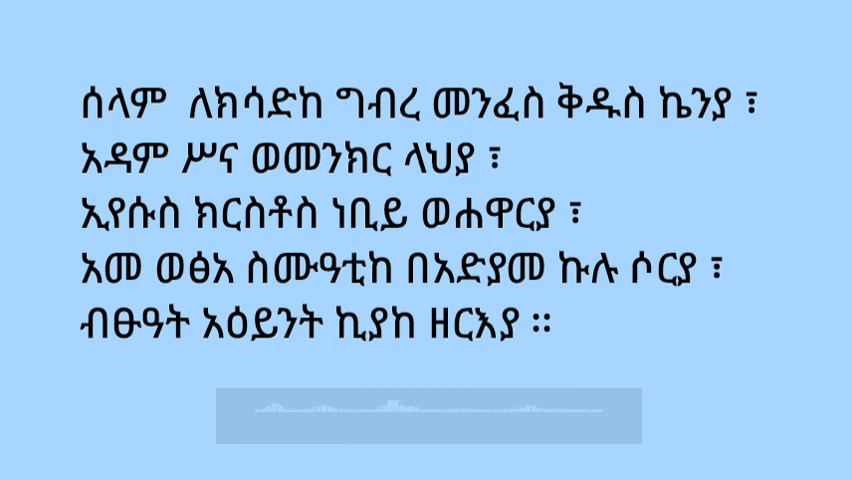 ሰላም ለክሳድከ ግብረ መንፈስ ቅዱስ ኬንያ ፣
አዳም ሥና ወመንክር ላህያ ፣
ኢየሱስ ክርስቶስ ነቢይ ወሐዋርያ ፣
አመ ወፅአ ስሙዓቲከ በአድያመ ኩሉ ሶርያ ፣
ብፁዓት አዕይንት ኪያከ ዘርእያ ።